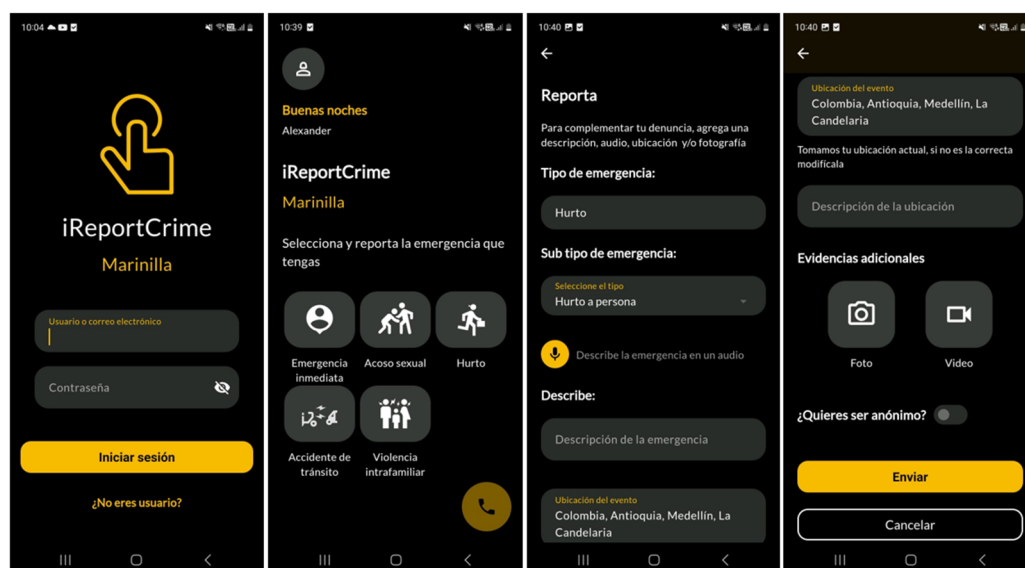 10:04
iReportCrime
Marinilla
Usuario o correo electrónico
Contraseña
Iniciar sesión
¿No eres usuario?
10:39
Buenas noches
Alexander
iReportCrime
Marinilla
Selecciona y reporta la emergencia que
tengas
Emergencia
inmediata
Acoso sexual
Hurto
Accidente de
tránsito
Violencia
intrafamiliar
10:40
Reporta
Para complementar tu denuncia, agrega una
descripción, audio, ubicación y/o fotografía
Tipo de emergencia:
Hurto
Sub tipo de emergencia:
Seleccione el tipo
Hurto a persona
Describe la emergencia en un audio
Describe:
Descripción de la emergencia
Ubicación del evento
Colombia, Antioquia, Medellín, La
Candelaria
10:40
Ubicación del evento
Colombia, Antioquia, Medellín, La
Candelaria
Tomamos tu ubicación actual, si no es la correcta
modifícala
Descripción de la ubicación
Evidencias adicionales
Foto
Video
¿Quieres ser anónimo?
Enviar
Cancelar